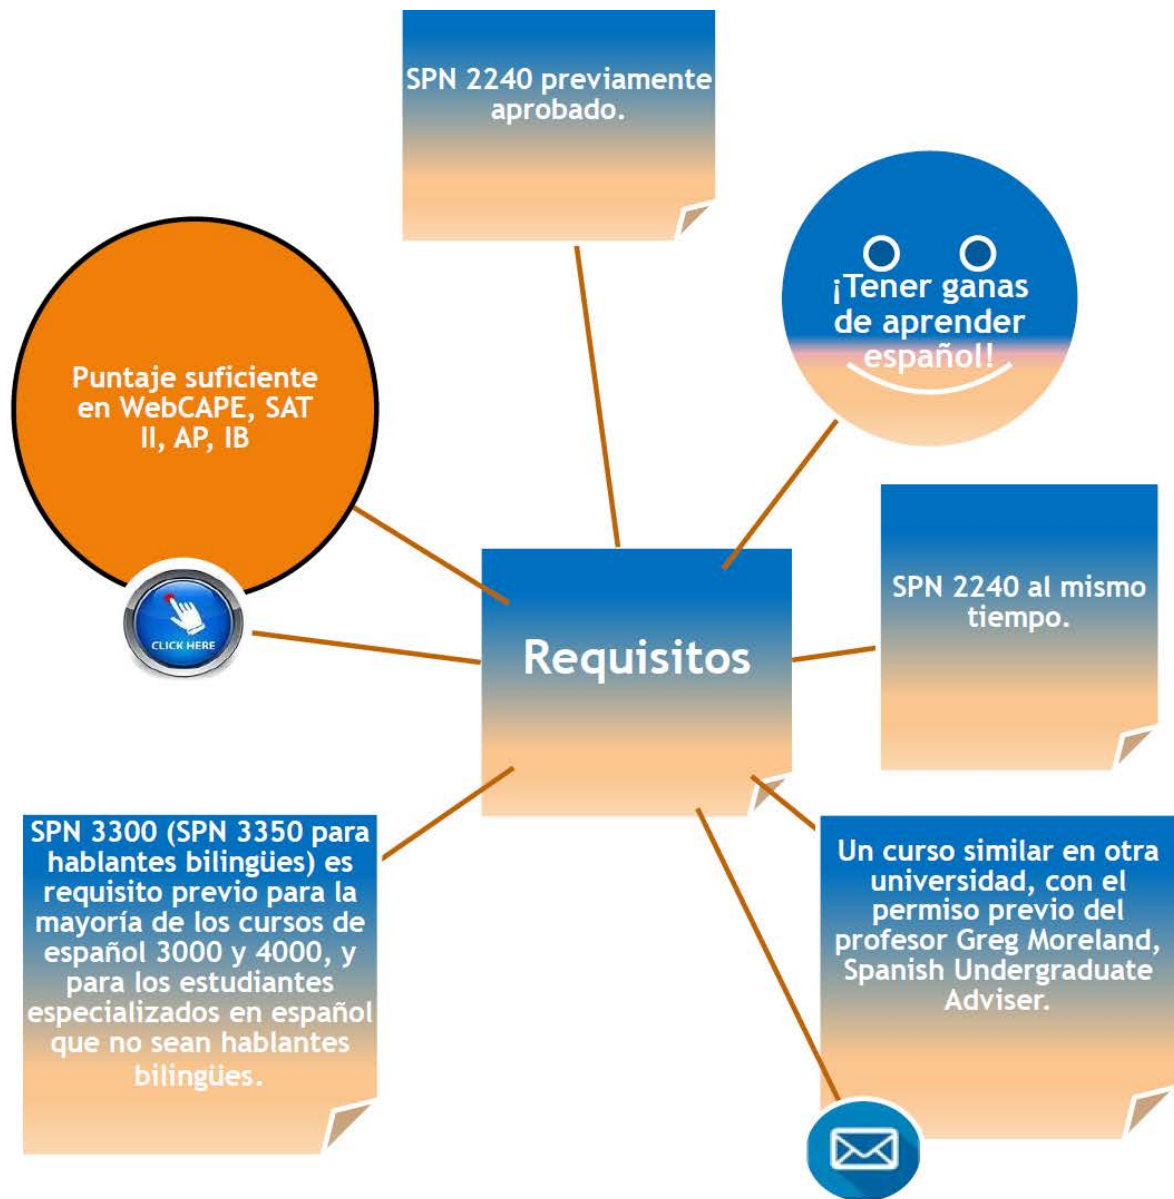 SPN 2240 previamente
aprobado.
¡Tener ganas
de aprender
español!
Puntaje suficiente
en WebCAPE, SAT
II, AP, IB
CLICK HERE
Requisitos
SPN 2240 al mismo
tiempo.
SPN 3300 (SPN 3350 para
hablantes bilingües) es
requisito previo para la
mayoría de los cursos de
español 3000 y 4000, y
para los estudiantes
especializados en español
que no sean hablantes
bilingües.
Un curso similar en otra
universidad, con el
permiso previo del
profesor Greg Moreland,
Spanish Undergraduate
Adviser.